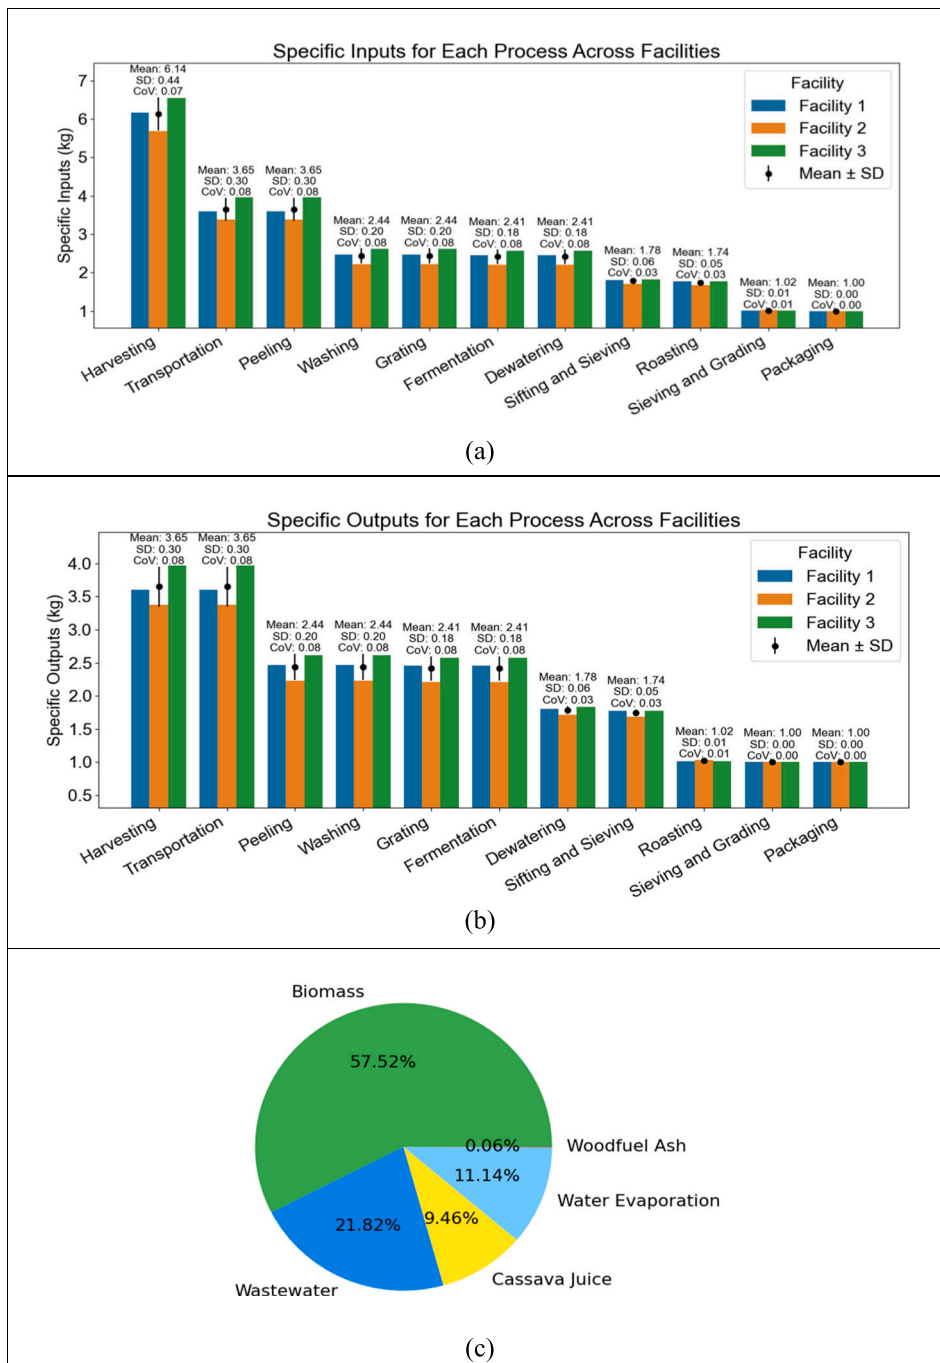 Specific Inputs for Each Process Across Facilities
Specific Inputs (kg)
7
6
5
4
3
2
1
Mean: 6.14
SD: 0.44
CoV: 0.07
Mean: 3.65
SD: 0.30
CoV: 0.08
Mean: 3.65
SD: 0.30
CoV: 0.08
Mean: 2.44
SD: 0.20
CoV: 0.08
Mean: 2.44
SD: 0.20
CoV: 0.08
Mean: 2.41
SD: 0.18
CoV: 0.08
Mean: 2.41
SD: 0.18
CoV: 0.08
Mean: 1.78
SD: 0.06
CoV: 0.03
Mean: 1.74
SD: 0.05
CoV: 0.03
Mean: 1.02
SD: 0.01
CoV: 0.01
Mean: 1.00
SD: 0.00
CoV: 0.00
Facility
Facility 1
Facility 2
Facility 3
Mean ± SD
Harvesting
Transportation
Peeling
Washing
Grating
Fermentation
Dewatering
Sifting and Sieving
Roasting
Sieving and Grading
Packaging
(a)
Specific Outputs for Each Process Across Facilities
Specific Outputs (kg)
4.0
3.5
3.0
2.5
2.0
1.5
1.0
0.5
Mean: 3.65
SD: 0.30
CoV: 0.08
Mean: 3.65
SD: 0.30
CoV: 0.08
Mean: 2.44
SD: 0.20
CoV: 0.08
Mean: 2.44
SD: 0.20
CoV: 0.08
Mean: 2.41
SD: 0.18
CoV: 0.08
Mean: 2.41
SD: 0.18
CoV: 0.08
Mean: 1.78
SD: 0.06
CoV: 0.03
Mean: 1.74
SD: 0.05
CoV: 0.03
Mean: 1.02
SD: 0.01
CoV: 0.01
Mean: 1.00
SD: 0.00
CoV: 0.00
Mean: 1.00
SD: 0.00
CoV: 0.00
Facility
Facility 1
Facility 2
Facility 3
Mean ± SD
Harvesting
Transportation
Peeling
Washing
Grating
Fermentation
Dewatering
Sifting and Sieving
Roasting
Sieving and Grading
Packaging
(b)
Biomass
57.52%
0.06%
Woodfuel Ash
11.14%
Water Evaporation
9.46%
21.82%
Cassava Juice
Wastewater
(c)